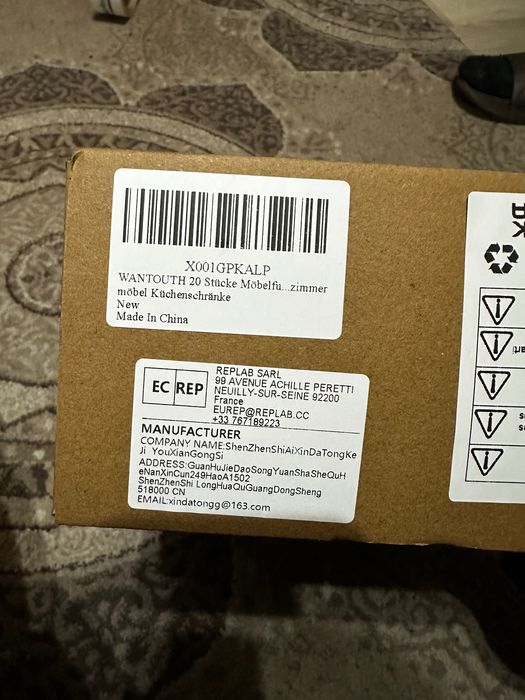 X001GPKALP
WANTOUTH 20 Stücke Möbelfü...zimmer
möbel Küchenschränke
New
Made In China
EC REP
REPLAB SARL
99 AVENUE ACHILLE PERETTI
NEUILLY-SUR-SEINE 92200
France
EUREP@REPLAB.CC
+33 767189223
MANUFACTURER
COMPANY NAME:ShenZhenShiAiXinDaTongKe
Ji YouXianGongSi
ADDRESS:GuanHuJieDaoSongYuanShaSheQuH
eNanXinCun249HaoA1502
ShenZhenShi LongHuaQuGuangDongSheng
518000 CN
EMAIL:xindatongg@163.com